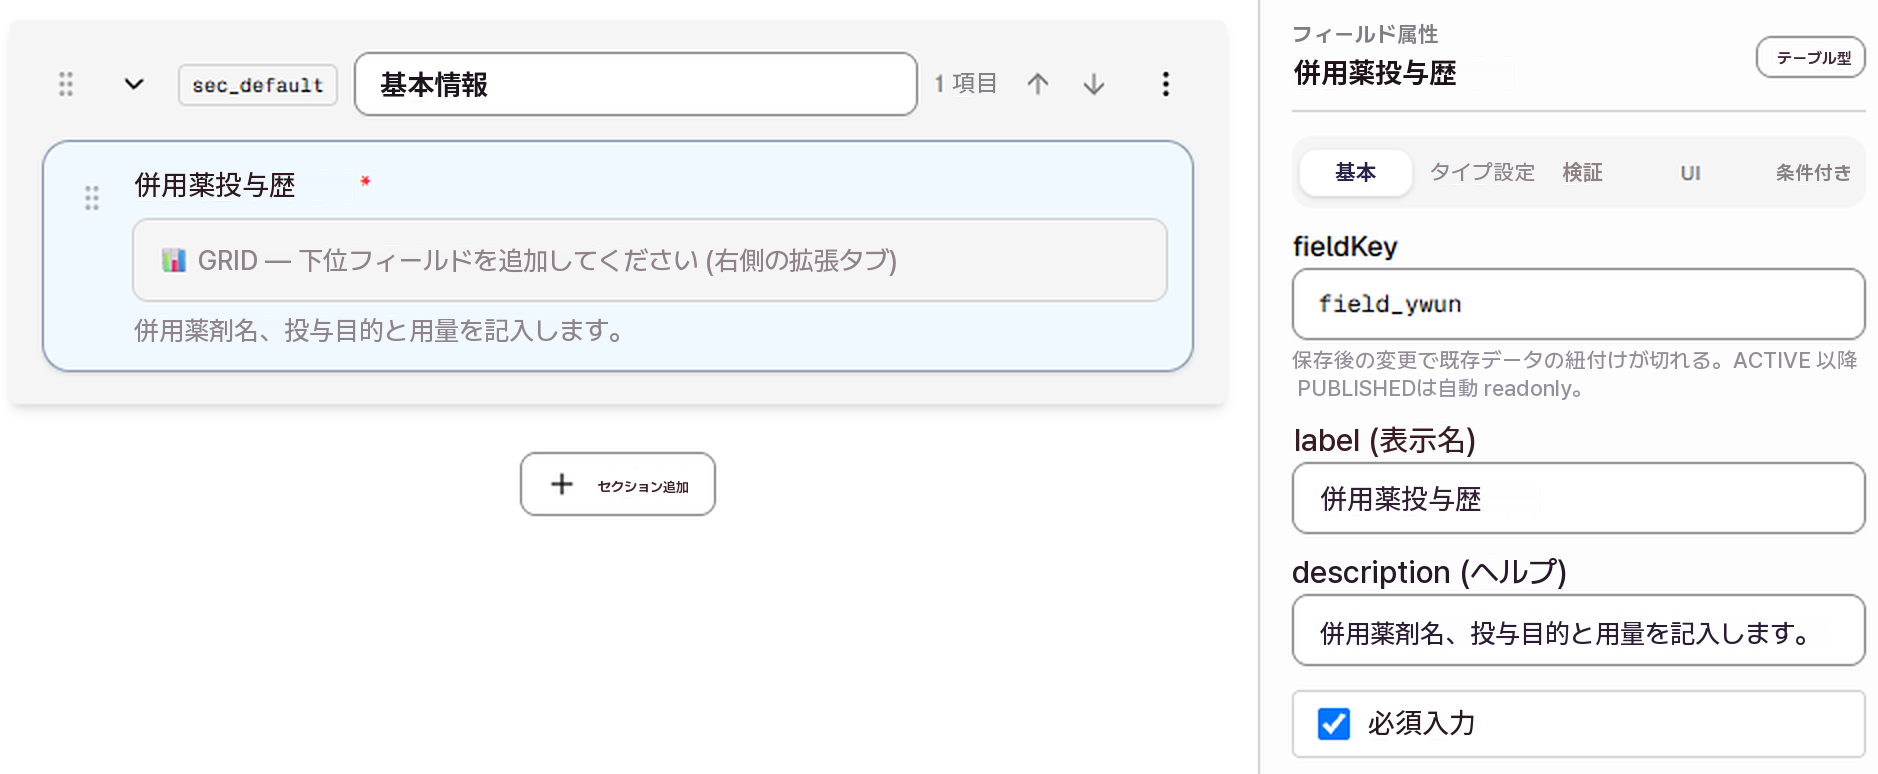 sec_default
基本情報
1 項目
併用薬投与歴 *
GRID — 下位フィールドを追加してください (右側の拡張タブ)
併用薬剤名、投与目的と用量を記入します。
+ セクション追加
フィールド属性
併用薬投与歴
テーブル型
基本 タイプ設定 検証 UI 条件付き
fieldKey
field_ywun
保存後の変更で既存データの紐付けが切れる。ACTIVE 以降
PUBLISHEDは自動 readonly。
label (表示名)
併用薬投与歴
description (ヘルプ)
併用薬剤名、投与目的と用量を記入します。
必須入力